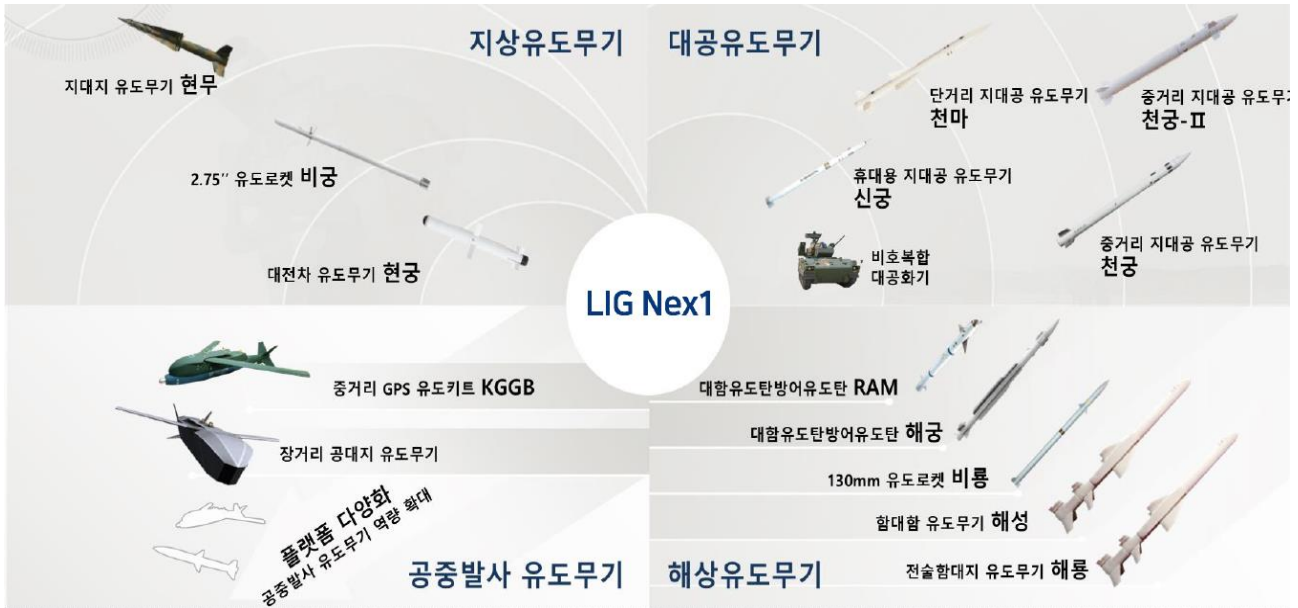 지상유도무기
지대지 유도무기 현무
2.75′′ 유도로켓 비궁
대전차 유도무기 현궁
대공유도무기
단거리 지대공 유도무기
천마
중거리 지대공 유도무기
천궁-Ⅱ
휴대용 지대공 유도무기
신궁
중거리 지대공 유도무기
천궁
비호복합
대공화기
LIG Nex1
중거리 GPS 유도키트 KGGB
장거리 공대지 유도무기
플랫폼 다양화
공중발사 유도무기 역량 확대
공중발사 유도무기
대함유도탄방어유도탄 RAM
대함유도탄방어유도탄 해궁
130mm 유도로켓 비룡
함대함 유도무기 해성
전술함대지 유도무기 해룡
해상유도무기